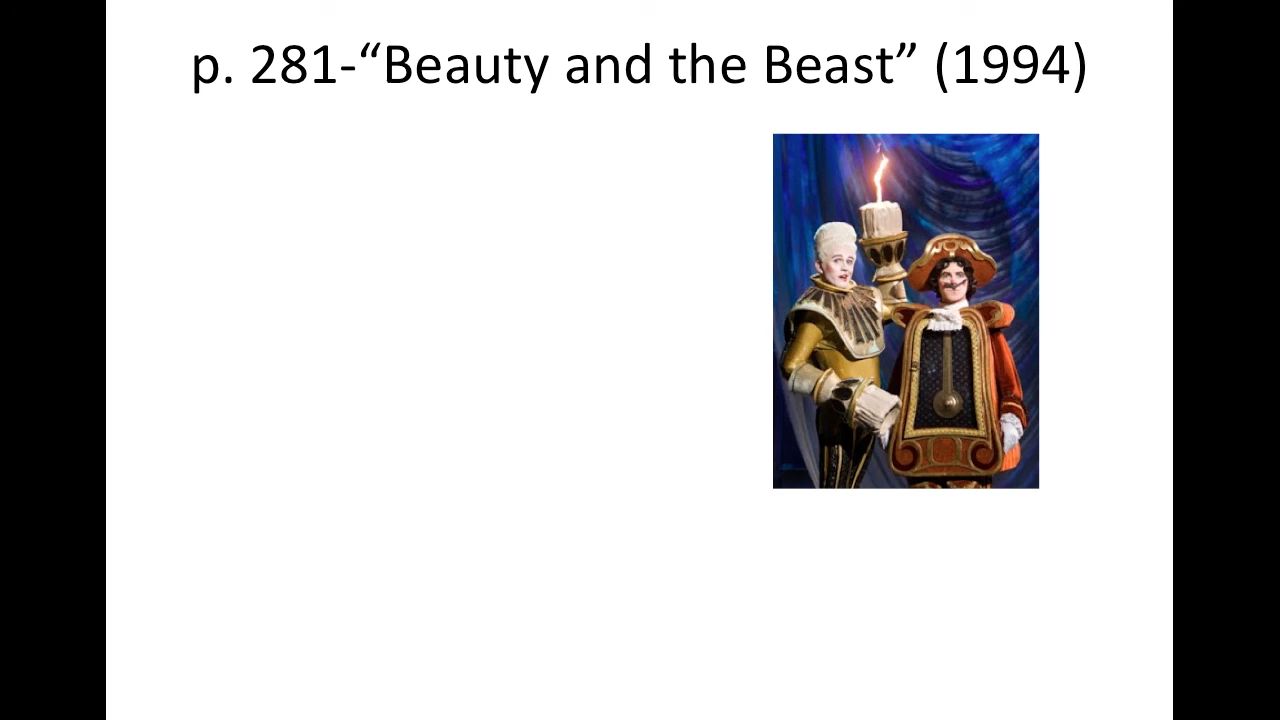 p. 281-“Beauty and the Beast” (1994)